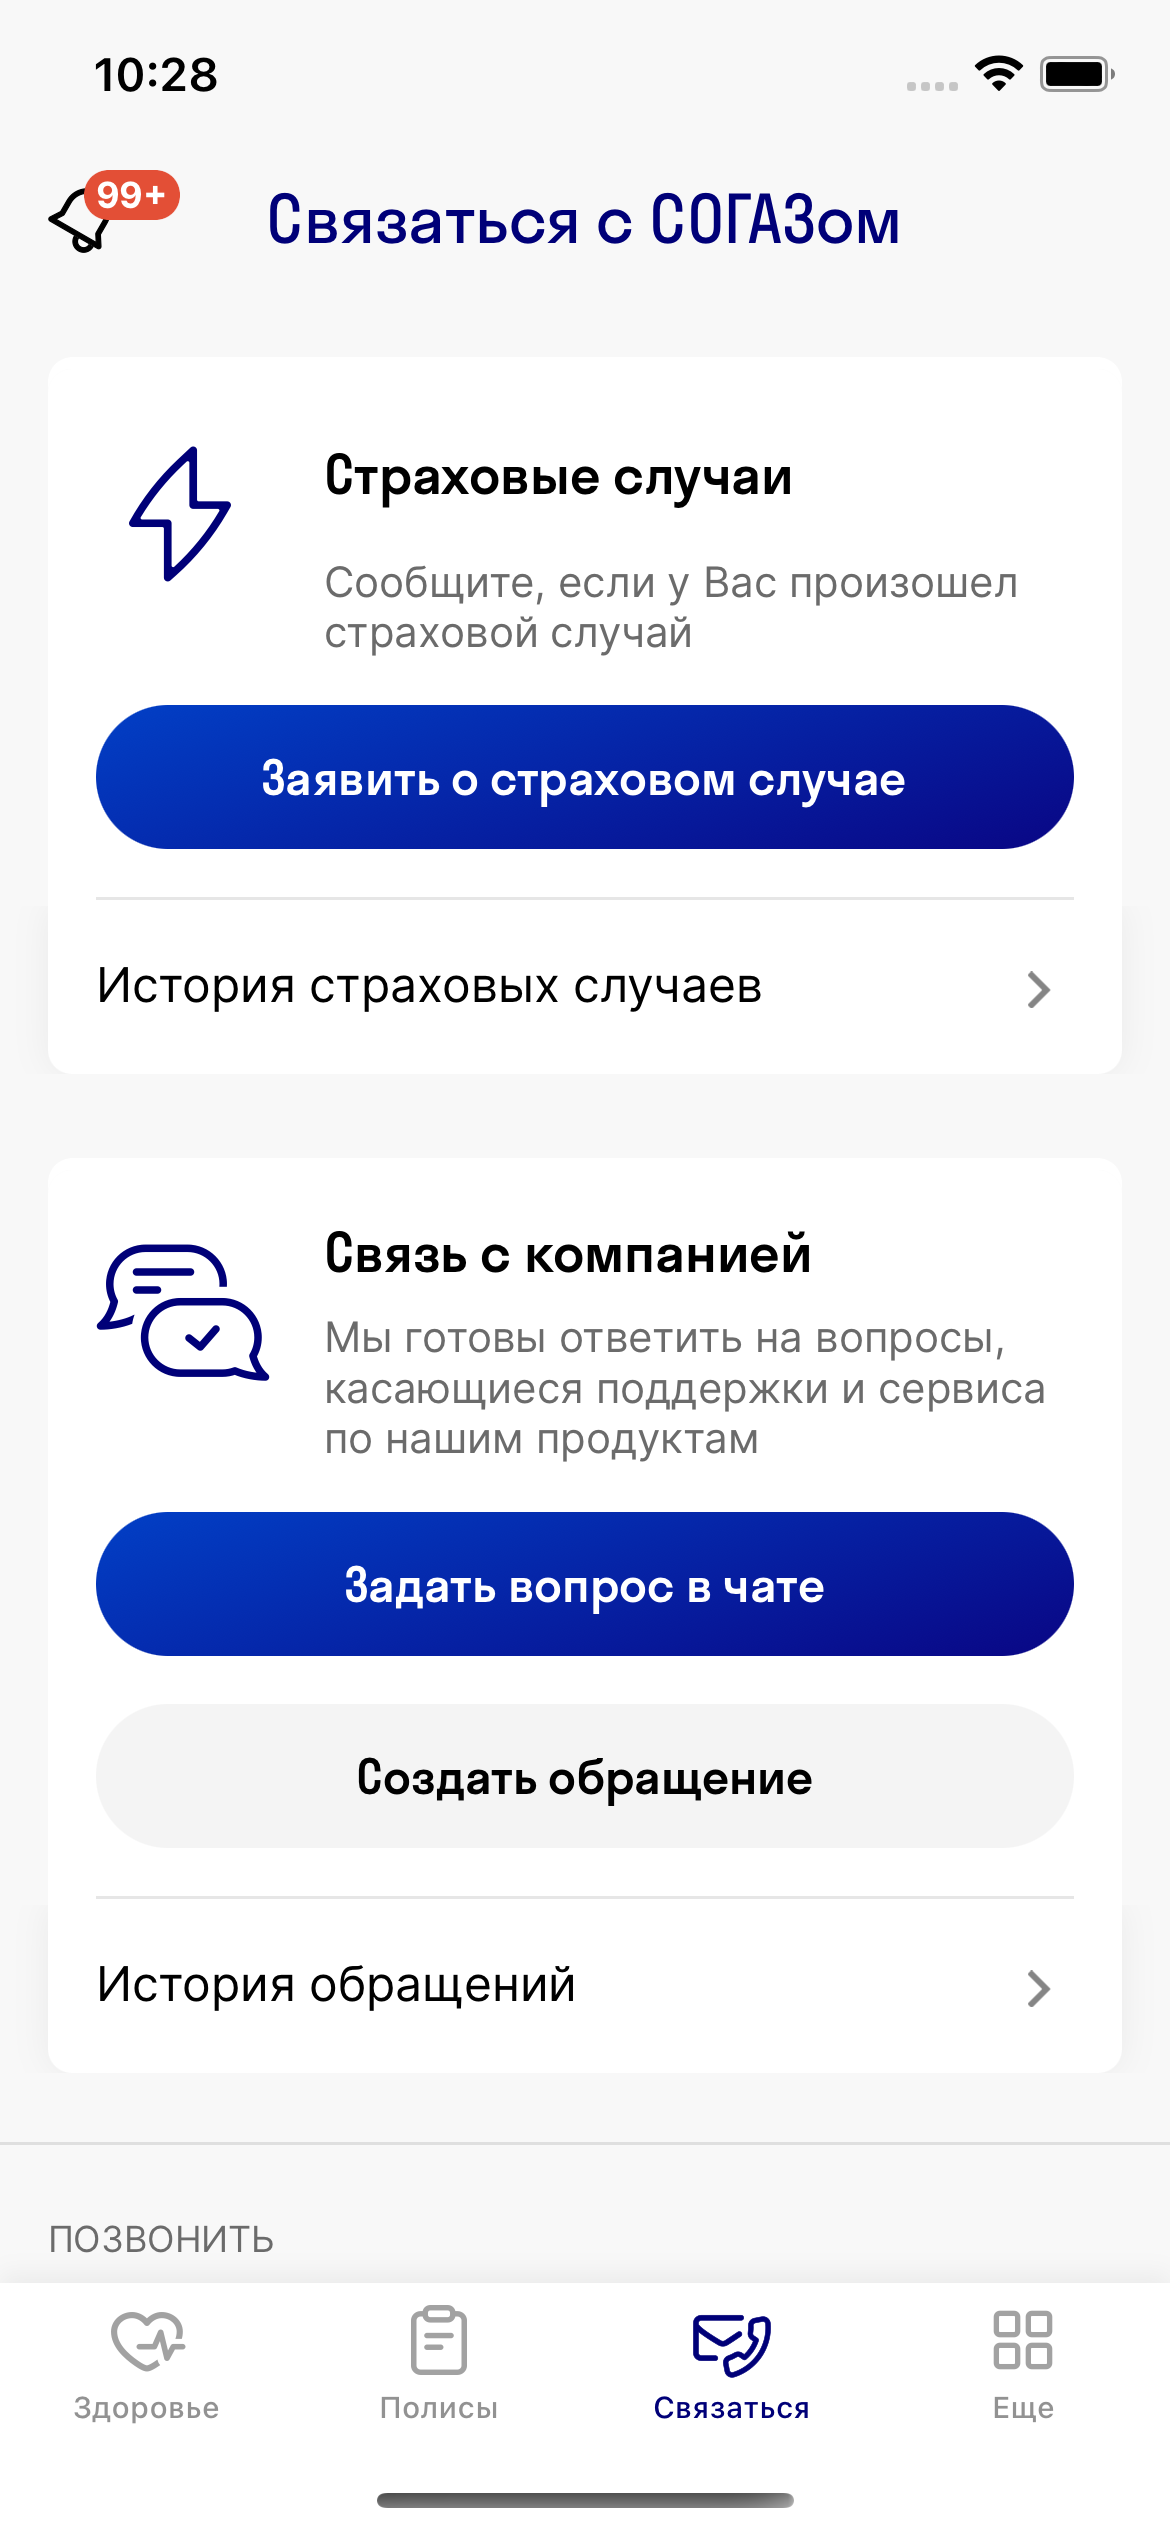 10:28
99+
Связаться с СОГАЗом
Страховые случаи
Сообщите, если у Вас произошел
страховой случай
Заявить о страховом случае
История страховых случаев
Связь с компанией
Мы готовы ответить на вопросы,
касающиеся поддержки и сервиса
по нашим продуктам
Задать вопрос в чате
Создать обращение
История обращений
ПОЗВОНИТЬ
Здоровье
Полисы
Связаться
Еще